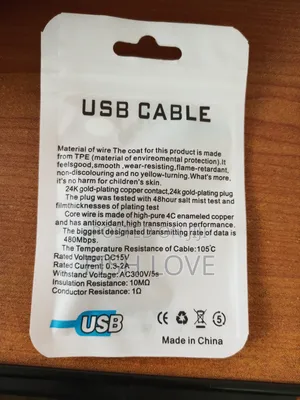 USB CABLE
Material of wire The coat for this product is made
from TPE (material of enviromental protection).It
feelsgood,smooth ,wear-resisting,flame-retardant,
non-discolouring and no yellow-turning.What's more,
it's no harm for children's skin.
24K gold-plating copper contact,24k gold-plating plug
The plug was tested with 48hour salt mist test and
filmthicknesses of plating test
Core wire is made of high-pure 4C enameled copper
and has antioxidant,high transmission performance.
The biggest designated transmitting rate of data is
480Mbps.
The Temperature Resistance of Cable:105℃
Rated Voltage:DC15V
Rated Current:0.3-2A
LOVE
Withstand Voltage:AC300V/5s
Insulation Resistance:10MΩ
Conductor Resistance:1Ω
USB
CE
5
Made in China